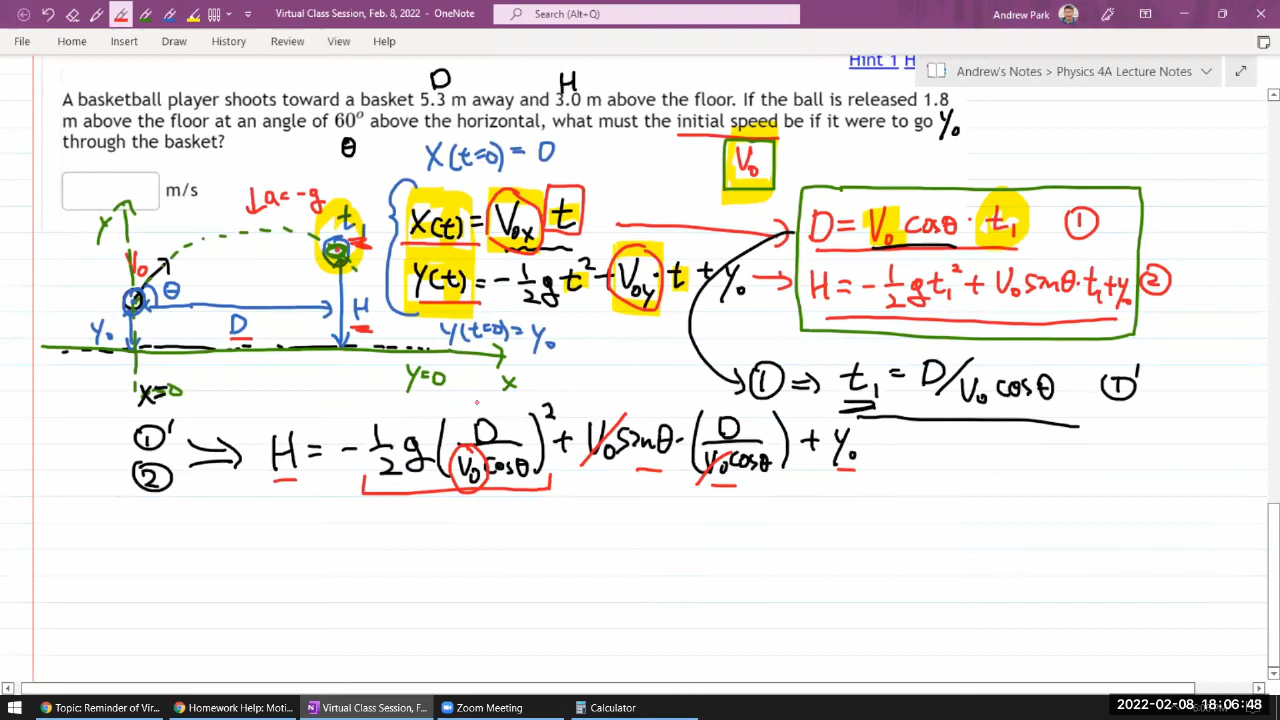 Virtual Class Session, Feb. 8, 2022 - OneNote
Search (Alt+Q)
Andrew Park
File Home Insert Draw History Review View Help
Hint 1 H
Andrew's Notes > Physics 4A Lecture Notes
D H
A basketball player shoots toward a basket 5.3 m away and 3.0 m above the floor. If the ball is released 1.8
m above the floor at an angle of 60° above the horizontal, what must the initial speed be if it were to go y₀
through the basket?
θ
X(t=0) = 0
V₀
m/s
↓a=-g
Y
t₁
V₀
θ
H
D
y₀
X(t) = V₀ₓ t
Y(t) = -½gt² + V₀y·t + y₀
y(t=0) = y₀
D = V₀ cosθ · t₁ ①
H = -½gt₁² + V₀ sinθ·t₁ + y₀ ②
y=0 x
x=0
① ⇒ t₁ = D/V₀ cosθ ①'
①'
② ⇒ H = -½g(D/V₀cosθ)² + V₀sinθ·(D/V₀cosθ) + y₀
Topic: Reminder of Vir...
Homework Help: Moti...
Virtual Class Session, F...
Zoom Meeting
Calculator
2022-02-08 18:06:48